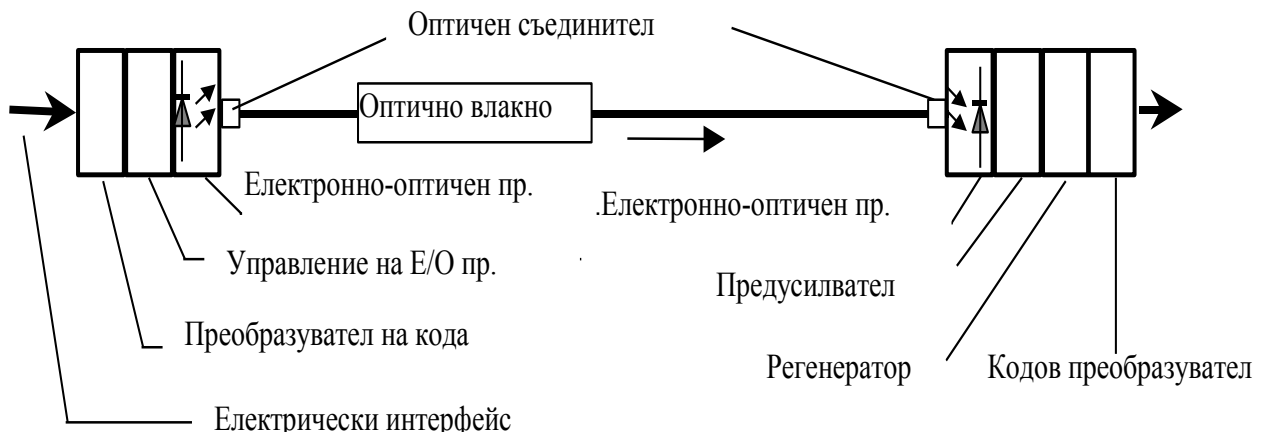 Оптичен съединител
Оптично влакно
Електронно-оптичен пр.
.Електронно-оптичен пр.
Управление на Е/О пр.
Предусилвател
Преобразувател на кода
Регенератор
Кодов преобразувател
Електрически интерфейс